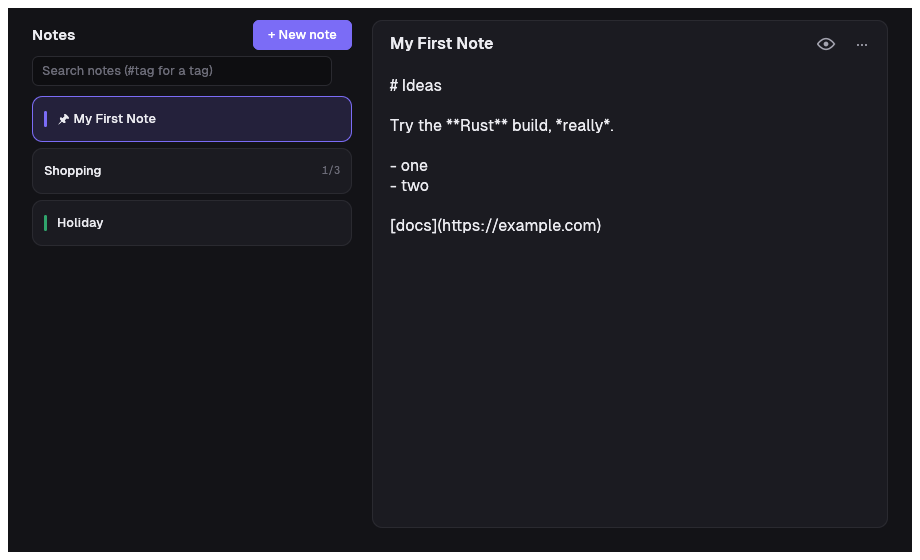 Notes
+ New note
Search notes (#tag for a tag)
My First Note
Shopping
1/3
Holiday
My First Note
# Ideas
Try the **Rust** build, *really*.
- one
- two
[docs](https://example.com)